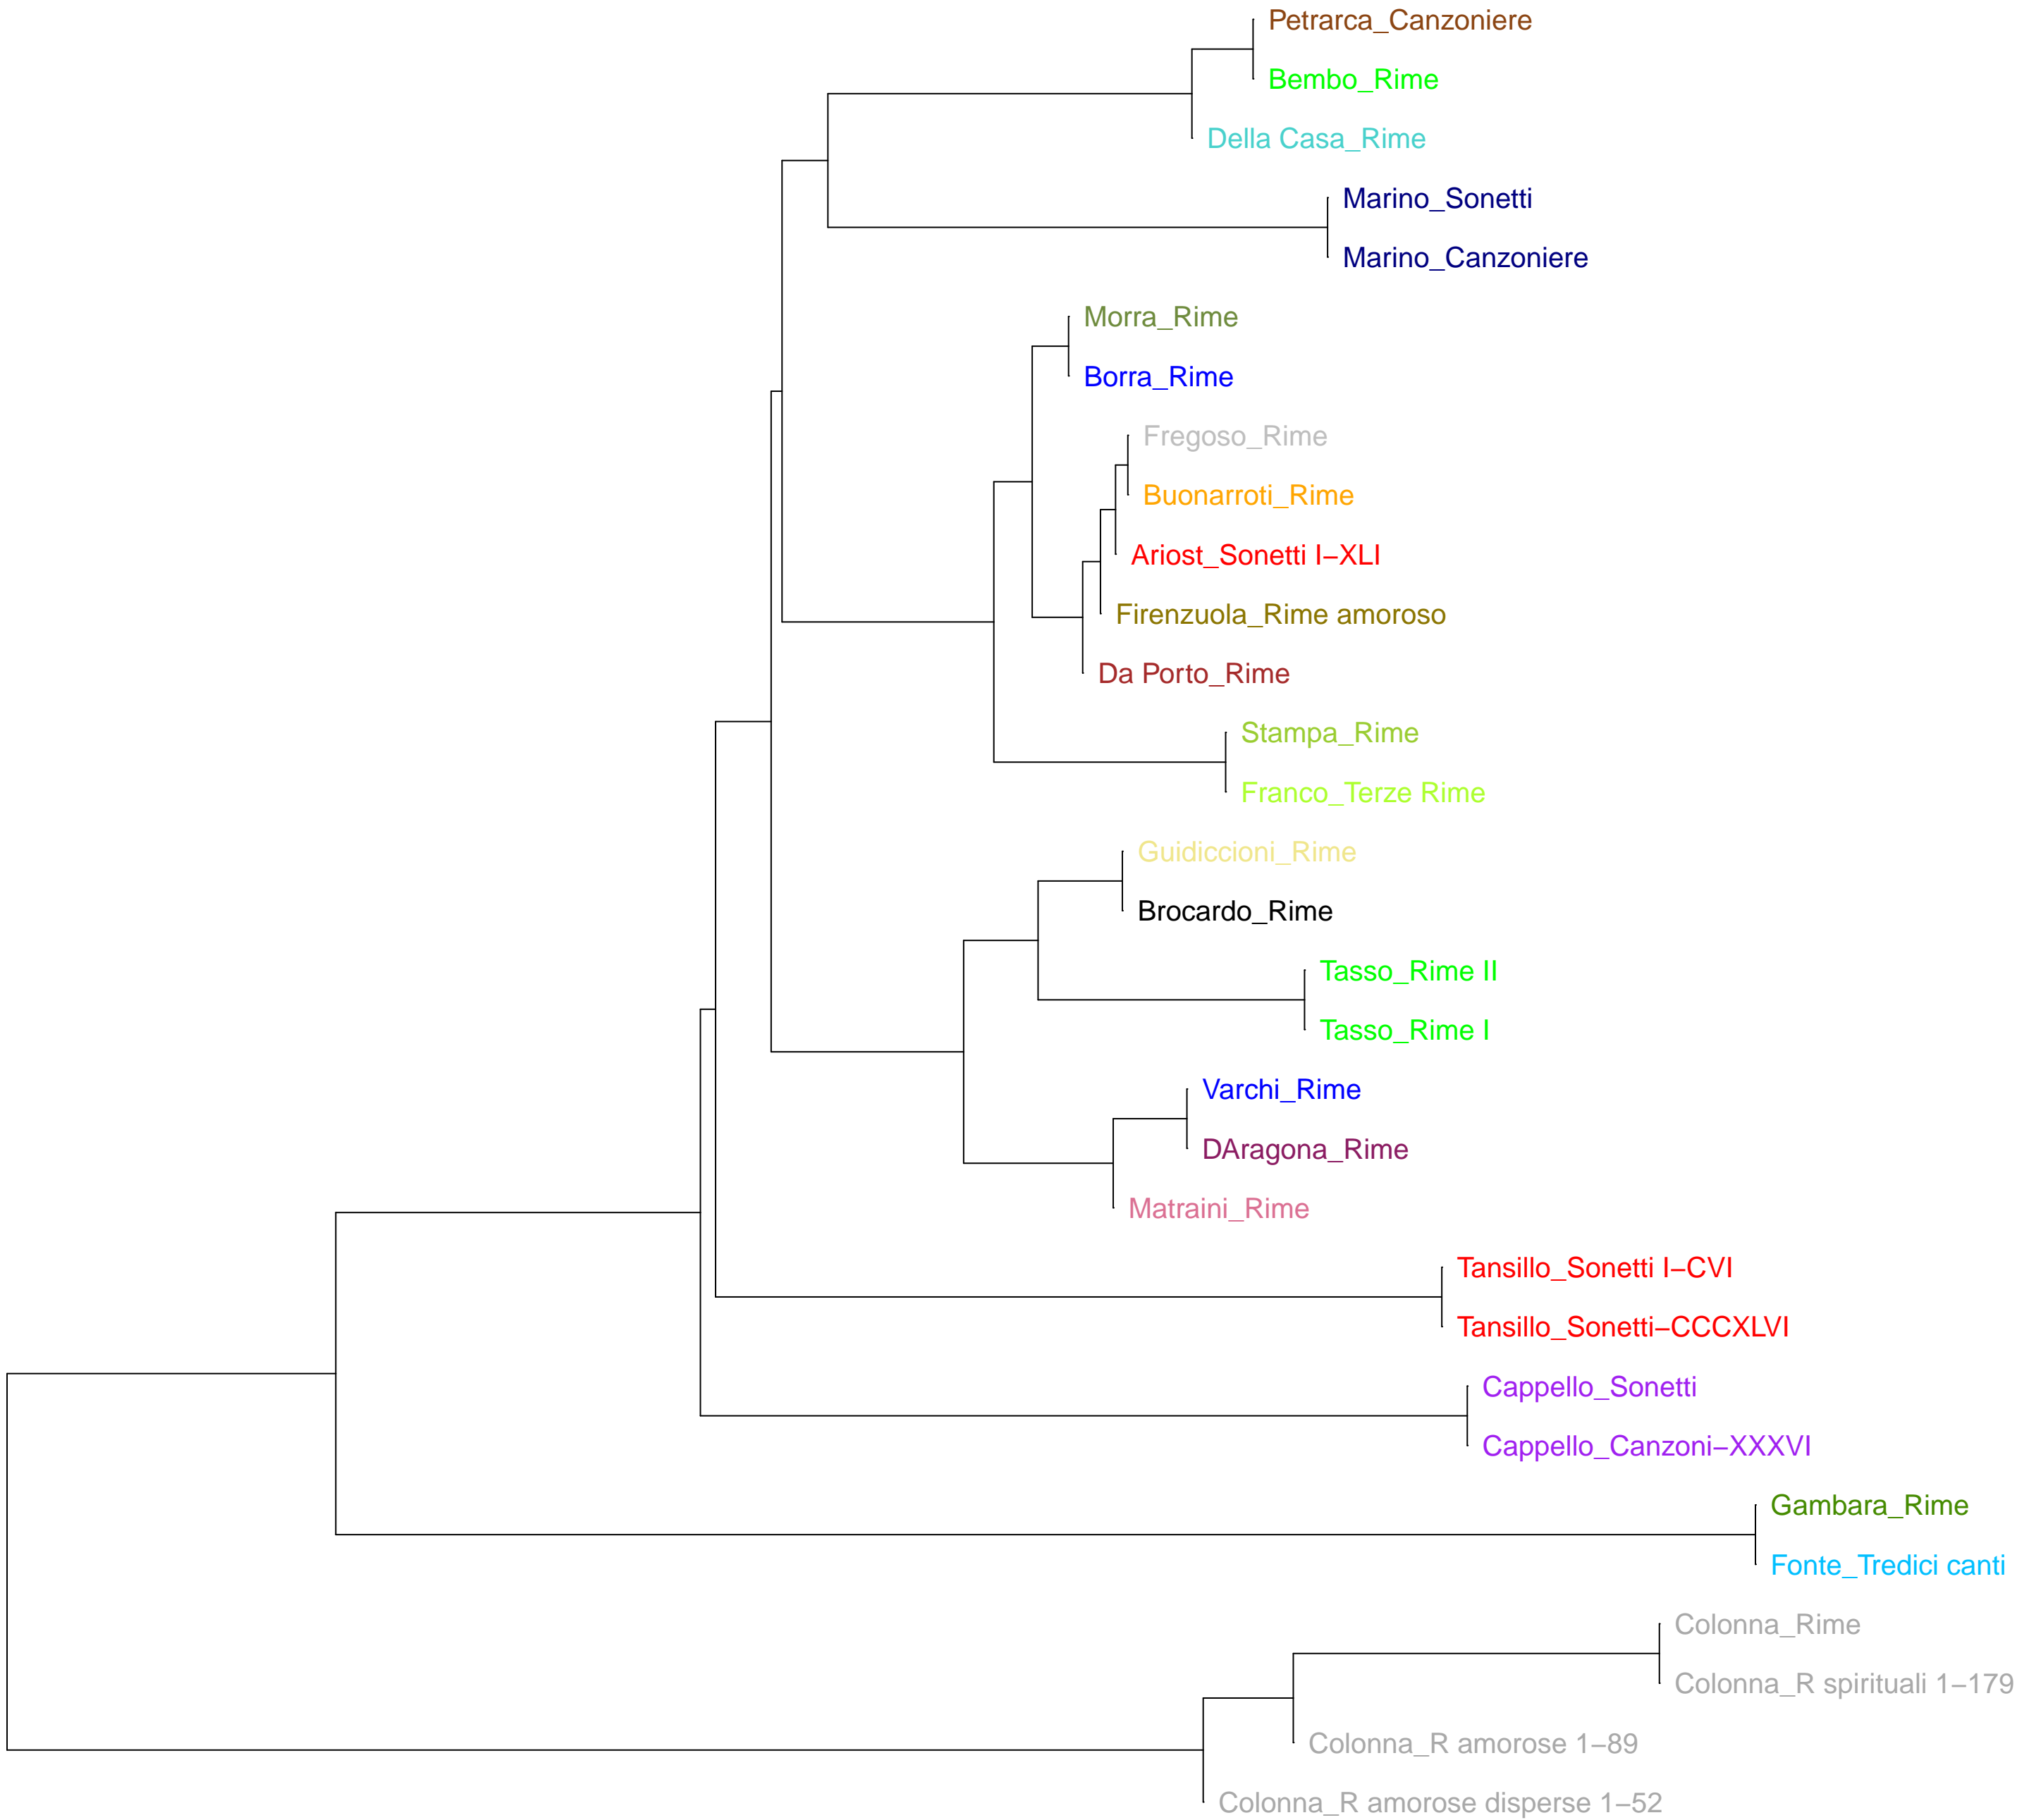 Petrarca_Canzoniere
Bembo_Rime
Della Casa_Rime
Marino_Sonetti
Marino_Canzoniere
Morra_Rime
Borra_Rime
Fregoso_Rime
Buonarroti_Rime
Ariost_Sonetti I−XLI
Firenzuola_Rime amoroso
Da Porto_Rime
Stampa_Rime
Franco_Terze Rime
Guidiccioni_Rime
Brocardo_Rime
Tasso_Rime II
Tasso_Rime I
Varchi_Rime
DAragona_Rime
Matraini_Rime
Tansillo_Sonetti I−CVI
Tansillo_Sonetti−CCCXLVI
Cappello_Sonetti
Cappello_Canzoni−XXXVI
Gambara_Rime
Fonte_Tredici canti
Colonna_Rime
Colonna_R spirituali 1−179
Colonna_R amorose 1−89
Colonna_R amorose disperse 1−52